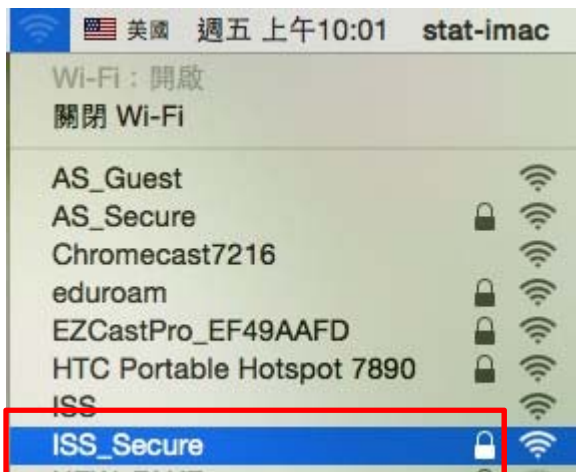 美國 週五 上午10:01 stat-imac
Wi-Fi：開啟
關閉 Wi-Fi
AS_Guest
AS_Secure
Chromecast7216
eduroam
EZCastPro_EF49AAFD
HTC Portable Hotspot 7890
ISS
ISS_Secure